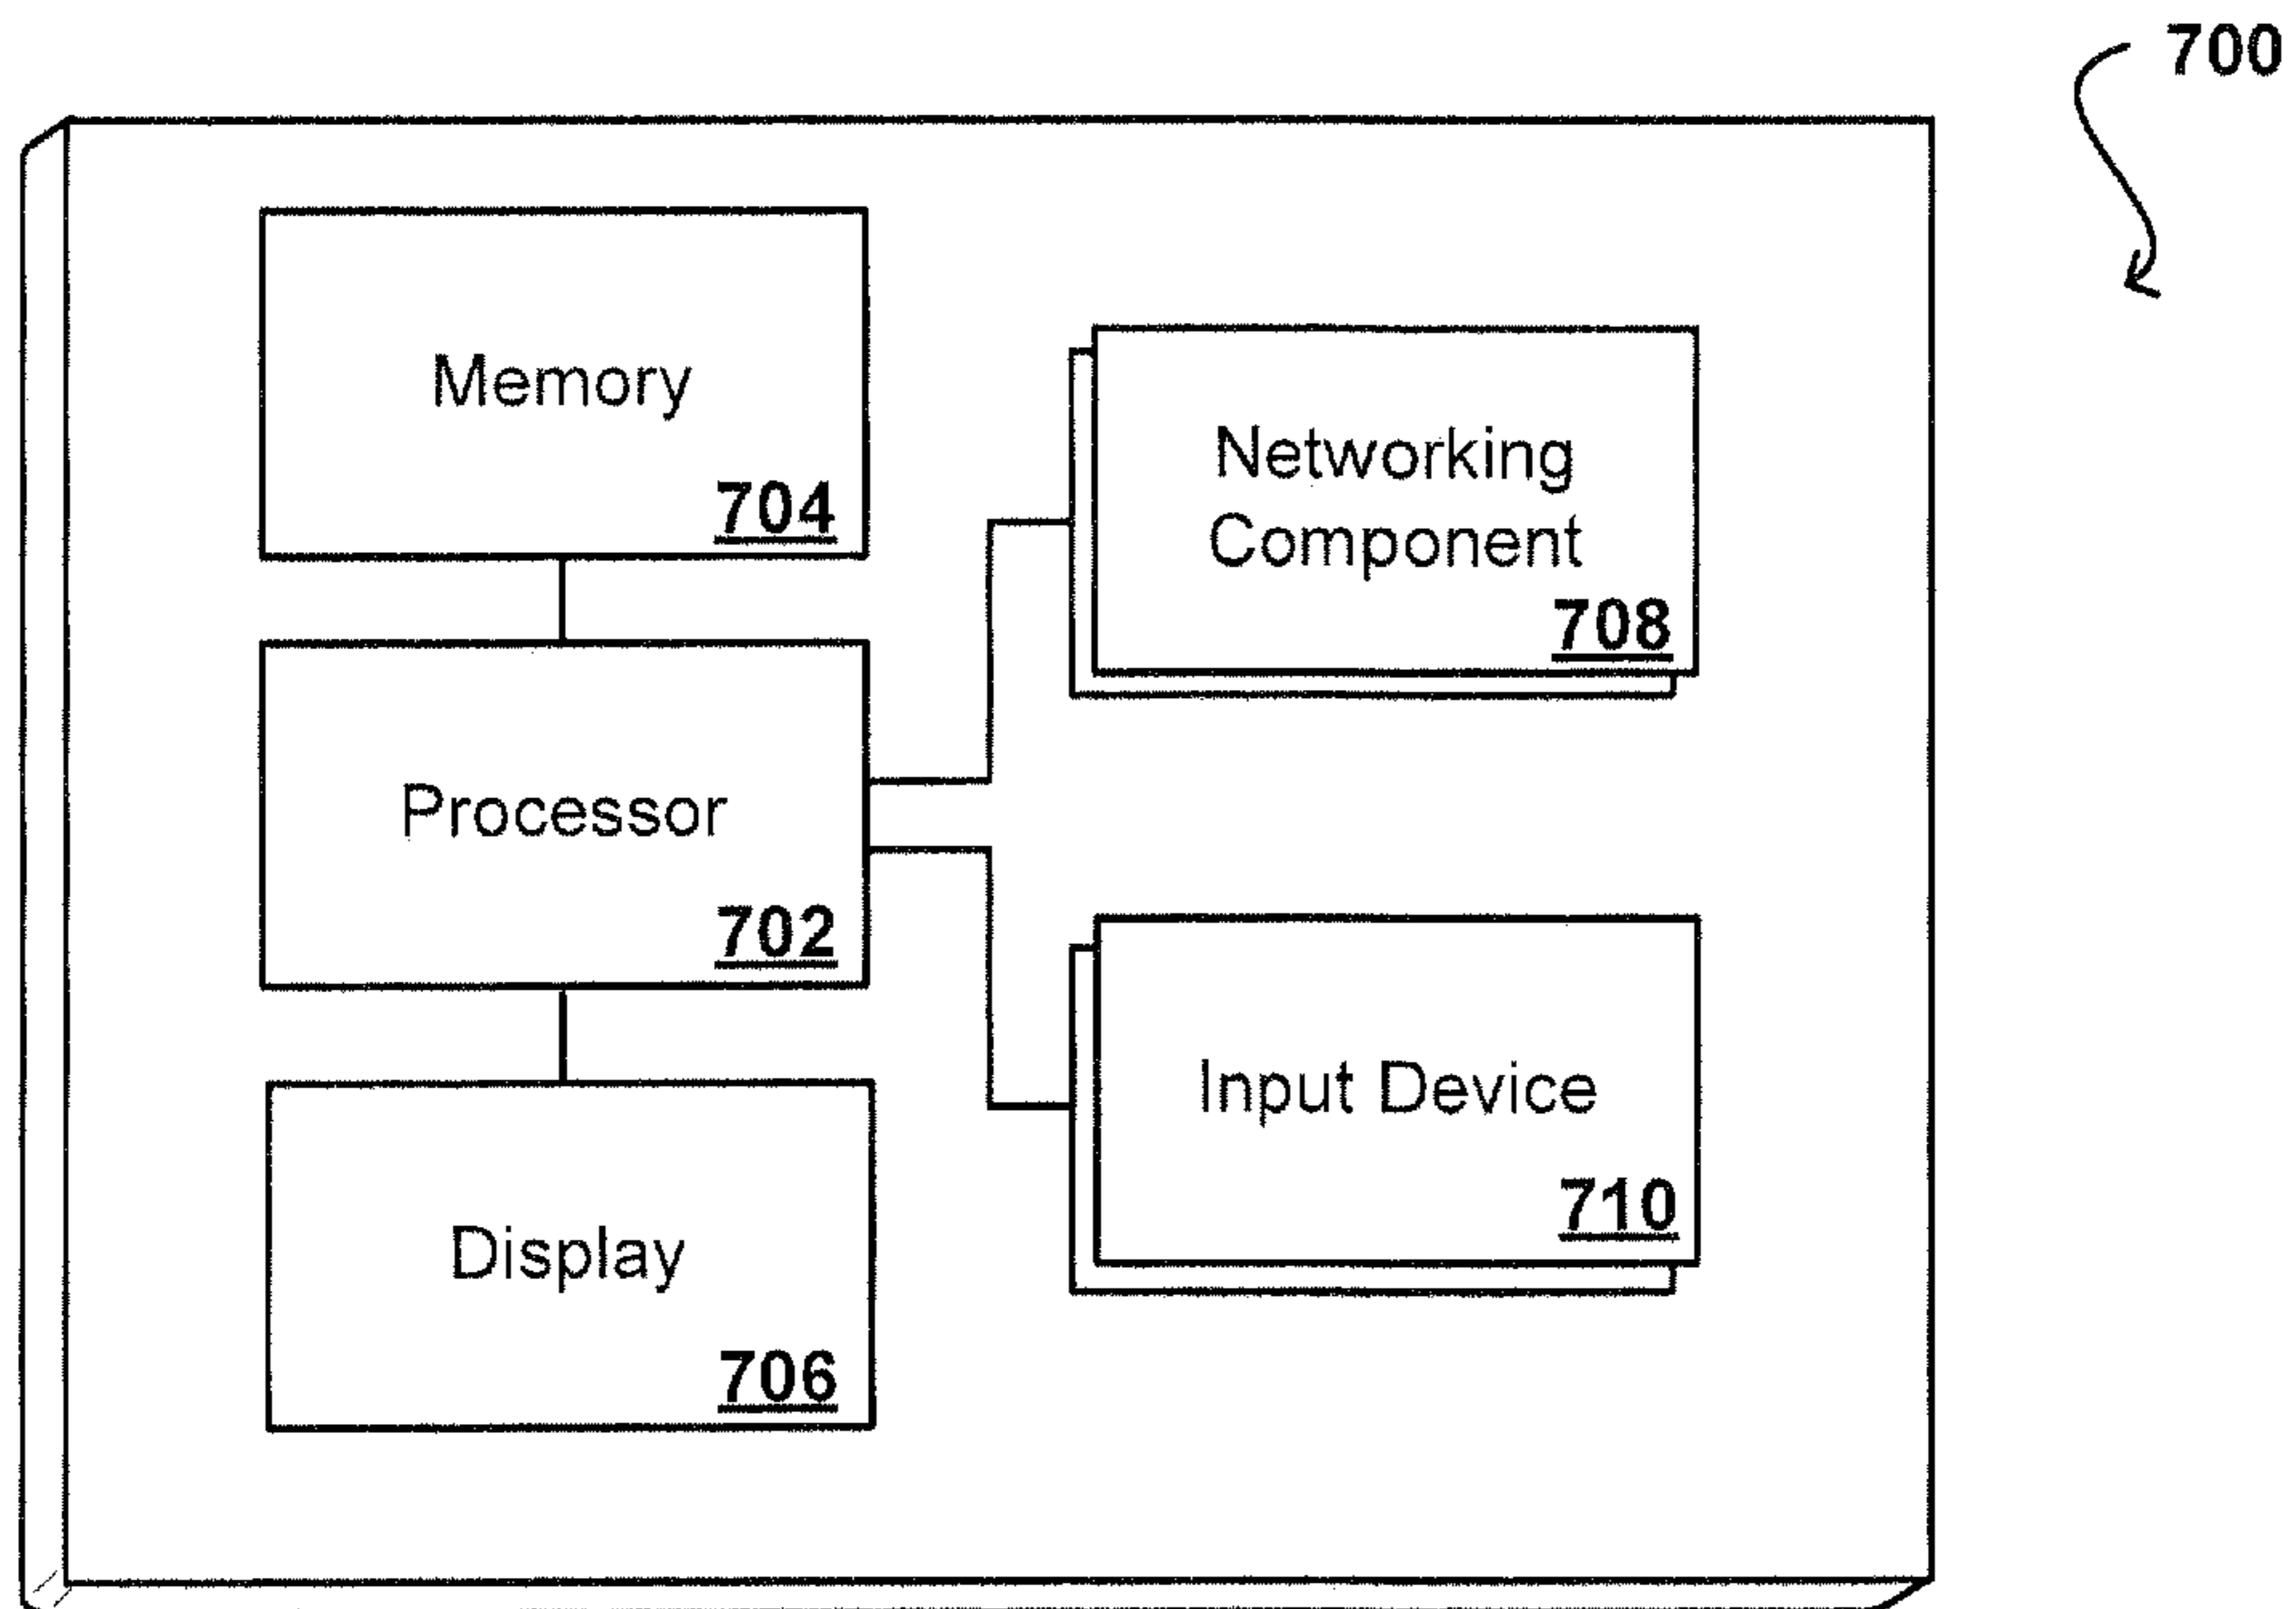 700
Memory
704
Networking
Component
708
Processor
702
Input Device
710
Display
706